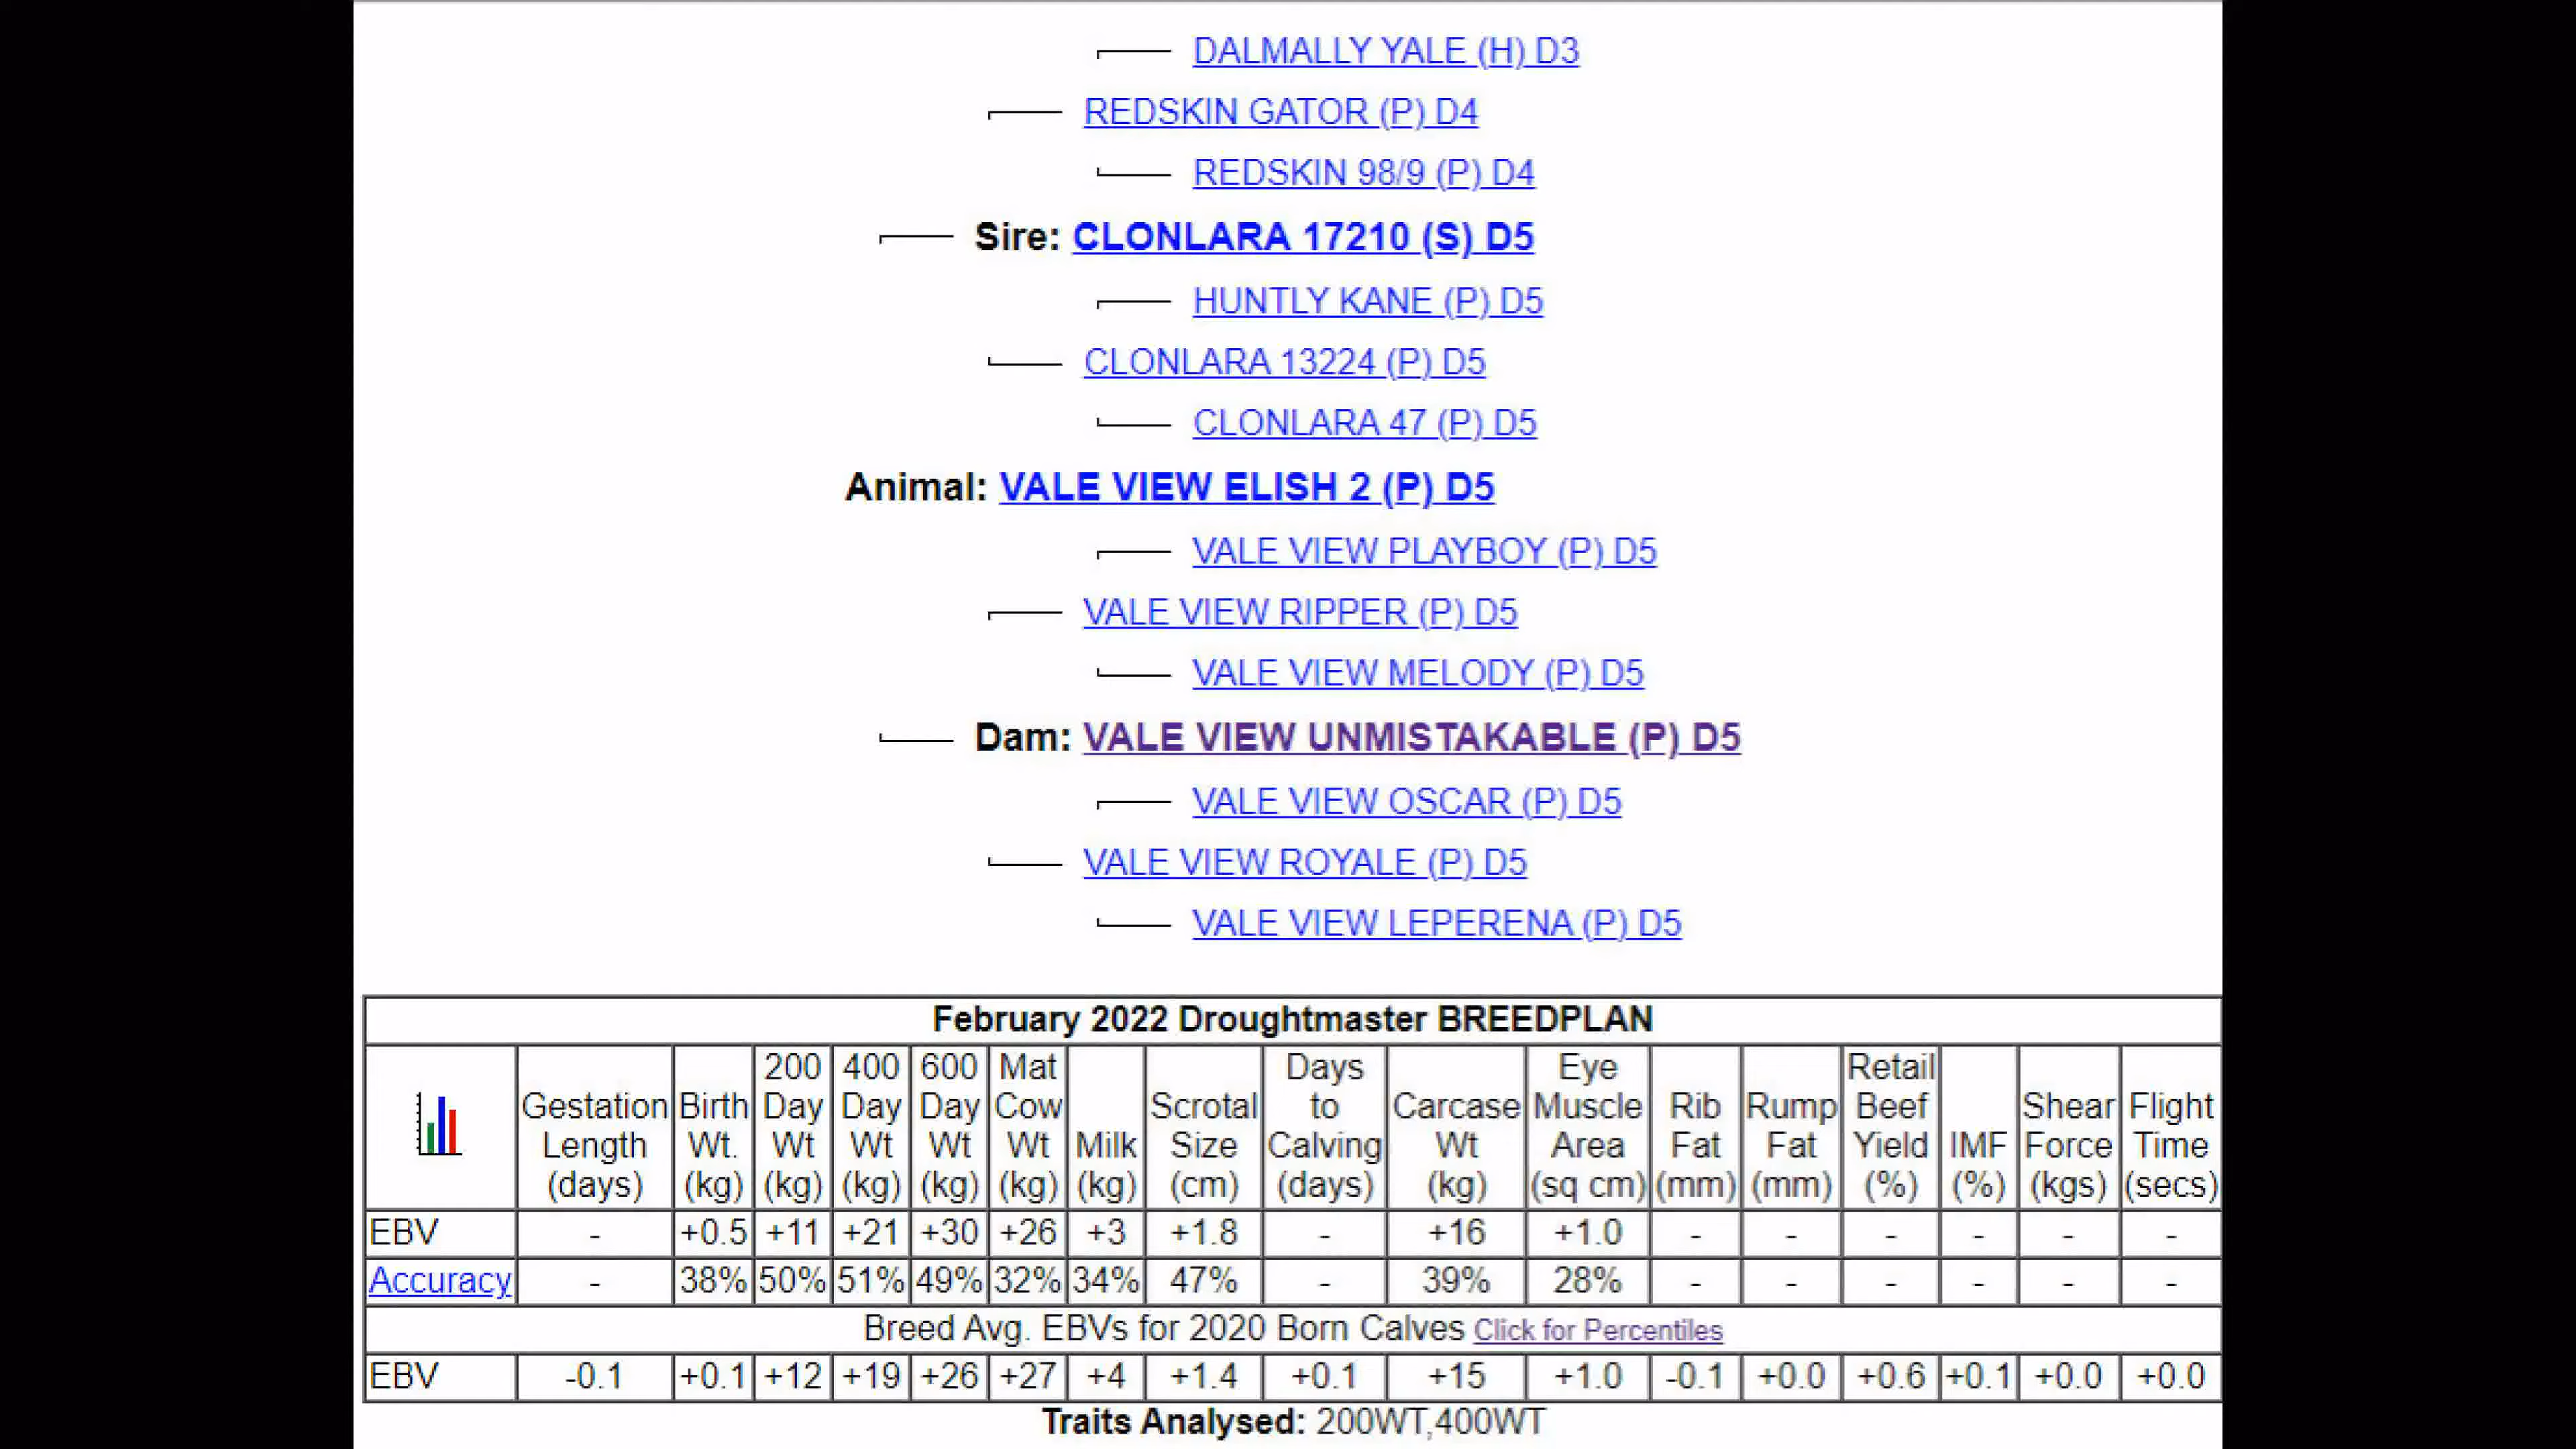 DALMALLY YALE (H) D3
REDSKIN GATOR (P) D4
REDSKIN 98/9 (P) D4
Sire: CLONLARA 17210 (S) D5
HUNTLY KANE (P) D5
CLONLARA 13224 (P) D5
CLONLARA 47 (P) D5
Animal: VALE VIEW ELISH 2 (P) D5
VALE VIEW PLAYBOY (P) D5
VALE VIEW RIPPER (P) D5
VALE VIEW MELODY (P) D5
Dam: VALE VIEW UNMISTAKABLE (P) D5
VALE VIEW OSCAR (P) D5
VALE VIEW ROYALE (P) D5
VALE VIEW LEPERENA (P) D5
February 2022 Droughtmaster BREEDPLAN
Gestation Length (days) Birth Wt. (kg) 200 Day Wt (kg) 400 Day Wt (kg) 600 Day Wt (kg) Mat Cow Wt (kg) Milk (kg) Scrotal Size (cm) Days to Calving (days) Carcase Wt (kg) Eye Muscle Area (sq cm) Rib Fat (mm) Rump Fat (mm) Retail Beef Yield (%) IMF (%) Shear Force (kgs) Flight Time (secs)
EBV - +0.5 +11 +21 +30 +26 +3 +1.8 - +16 +1.0 - - - - - -
Accuracy - 38% 50% 51% 49% 32% 34% 47% - 39% 28% - - - - - -
Breed Avg. EBVs for 2020 Born Calves Click for Percentiles
EBV -0.1 +0.1 +12 +19 +26 +27 +4 +1.4 +0.1 +15 +1.0 -0.1 +0.0 +0.6 +0.1 +0.0 +0.0
Traits Analysed: 200WT,400WT